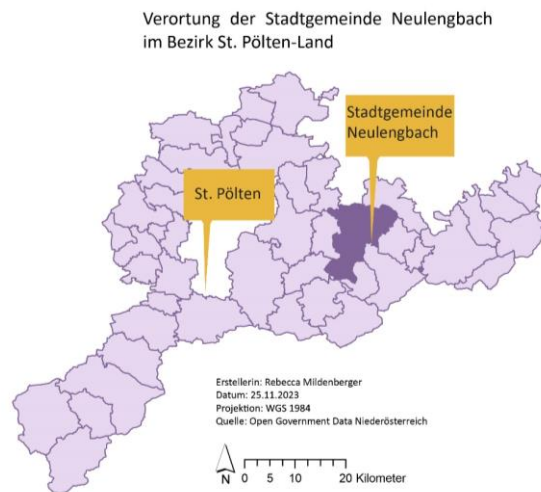 Verortung der Stadtgemeinde Neulengbach
im Bezirk St. Pölten-Land
Stadtgemeinde
Neulengbach
St. Pölten
Erstellerin: Rebecca Mildenberger
Datum: 25.11.2023
Projektion: WGS 1984
Quelle: Open Government Data Niederösterreich
N 0 5 10 20 Kilometer